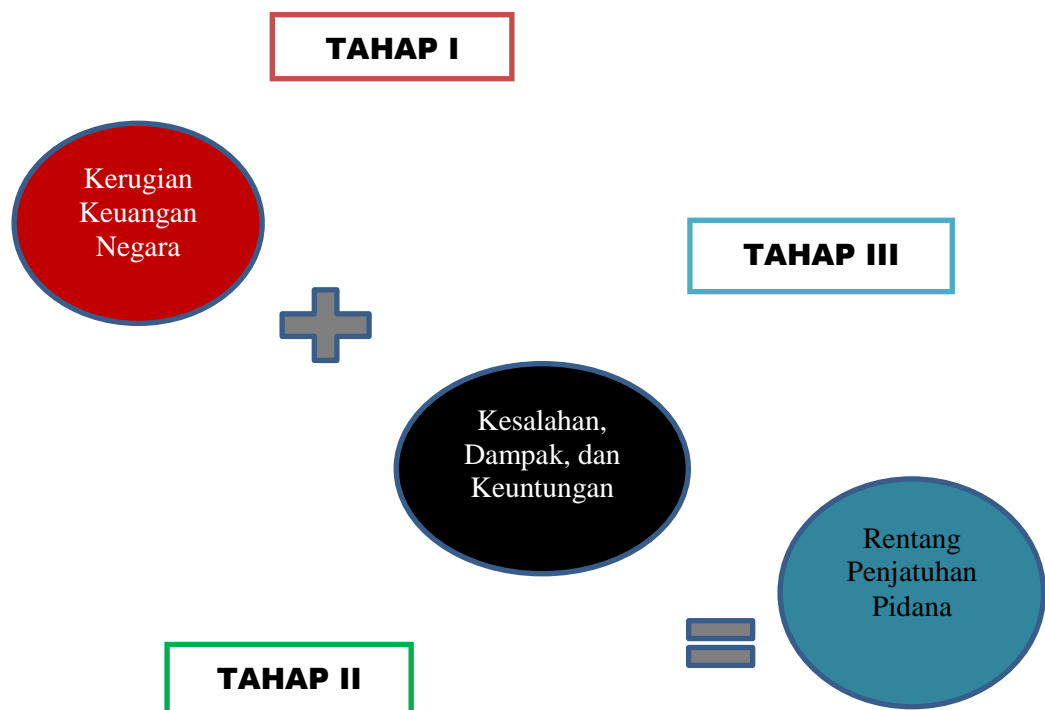 TAHAP I
Kerugian
Keuangan
Negara
TAHAP III
Kesalahan,
Dampak, dan
Keuntungan
Rentang
Penjatuhan
Pidana
TAHAP II